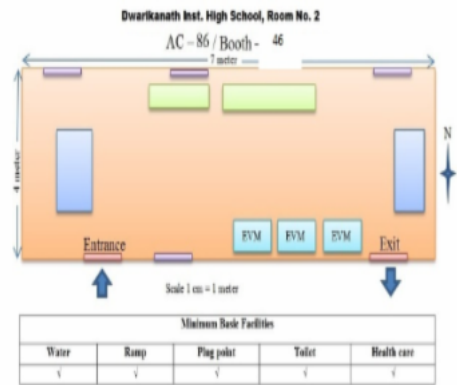 Dwarikanath Inst. High School, Room No. 2
AC – 86 / Booth - 46
7 meter
4 meter
N
EVM EVM EVM
Entrance Exit
Scale 1 cm = 1 meter
Minimum Basic Facilities
Water Ramp Plug point Toilet Health care
√ √ √ √ √